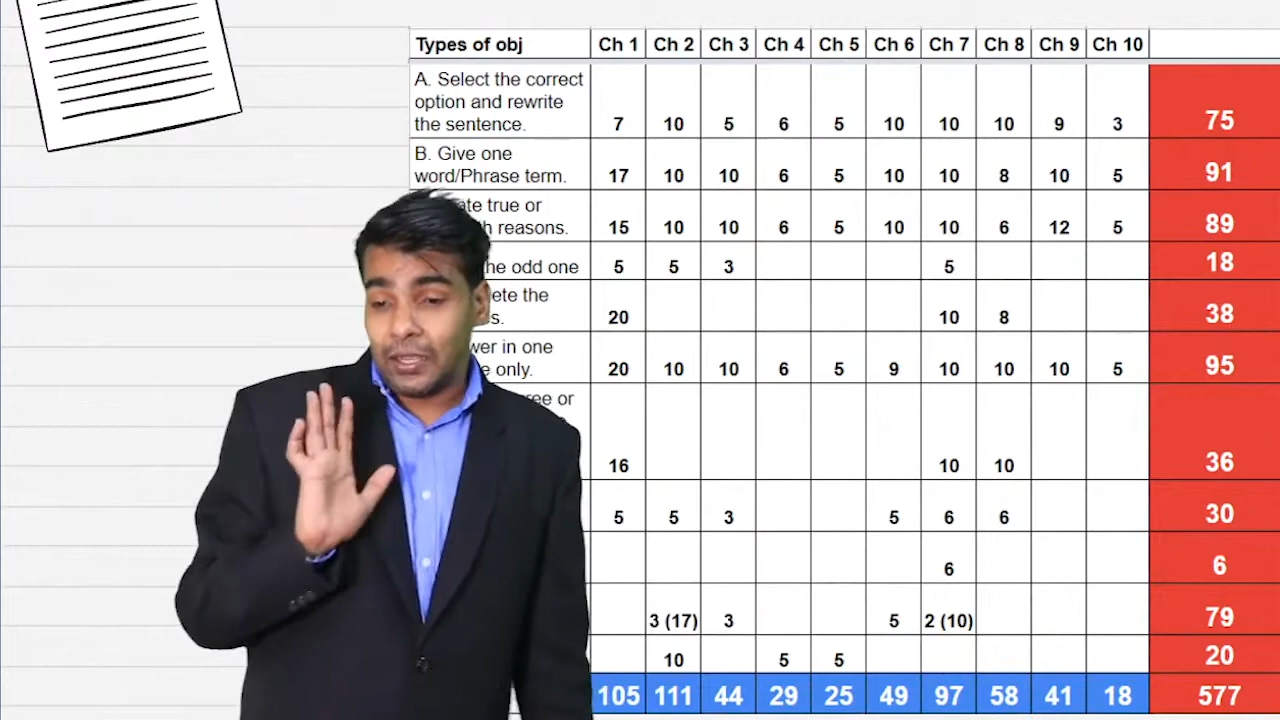 Types of obj Ch 1 Ch 2 Ch 3 Ch 4 Ch 5 Ch 6 Ch 7 Ch 8 Ch 9 Ch 10
A. Select the correct
option and rewrite
the sentence. 7 10 5 6 5 10 10 10 9 3 75
B. Give one
word/Phrase term. 17 10 10 6 5 10 10 8 10 5 91
true or
reasons. 15 10 10 6 5 10 10 6 12 5 89
odd one 5 5 3 5 18
the
20 10 8 38
in one
only. 20 10 10 6 5 9 10 10 10 5 95
or
16 10 10 36
5 5 3 5 6 6 30
6 6
3 (17) 3 5 2 (10) 79
10 5 5 20
105 111 44 29 25 49 97 58 41 18 577